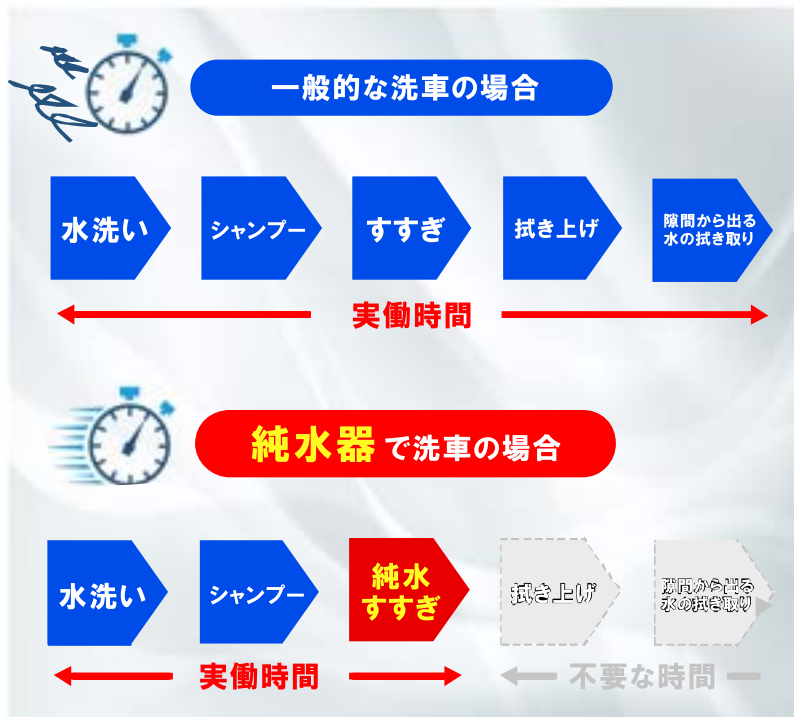 一般的な洗車の場合
水洗い
シャンプー
すすぎ
拭き上げ
隙間から出る
水の拭き取り
実働時間
純水器で洗車の場合
水洗い
シャンプー
純水
すすぎ
拭き上げ
隙間から出る
水の拭き取り
実働時間
不要な時間